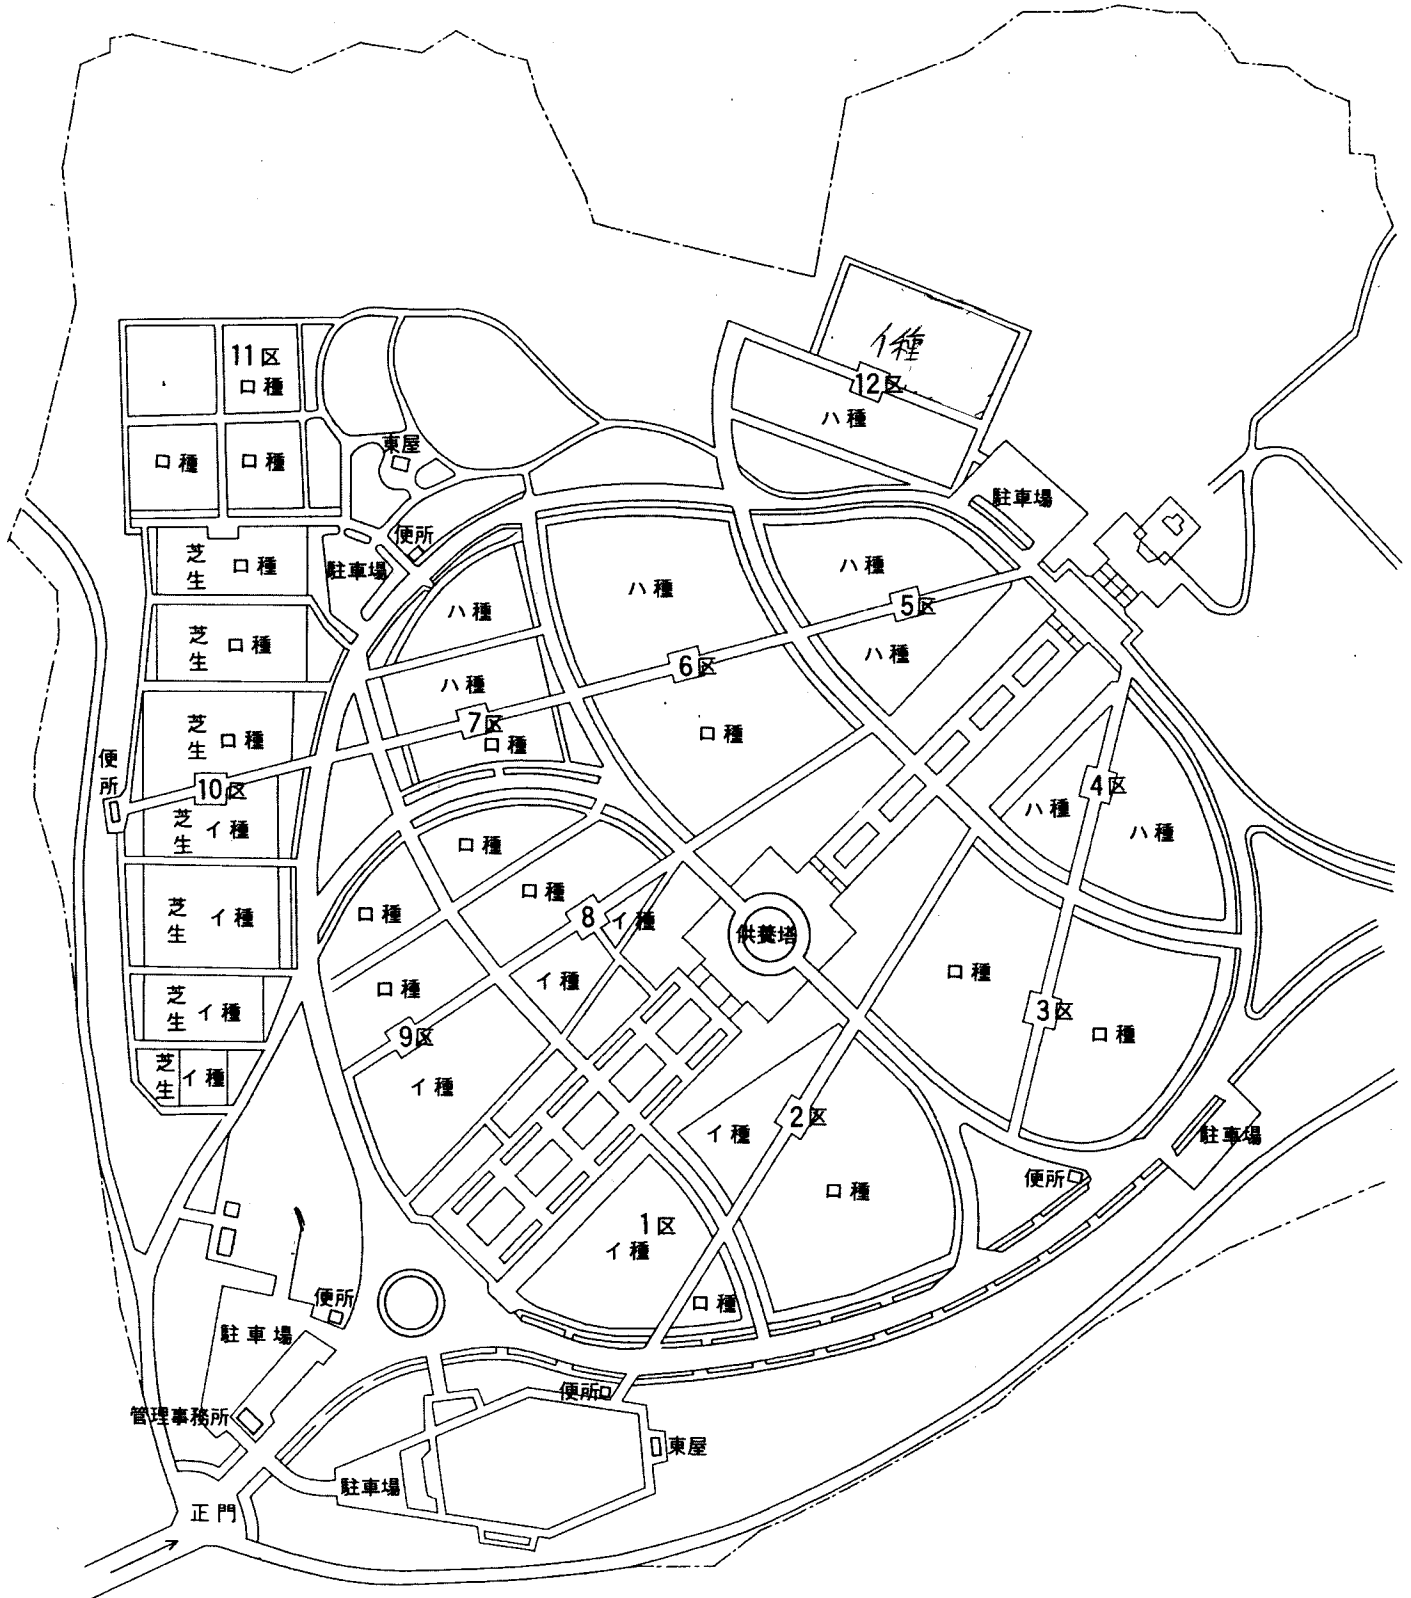 イ種
11区
ロ種
12区
ハ種
東屋
ロ種
ロ種
駐車場
便所
芝生
ロ種
駐車場
ハ種
ハ種
ハ種
5区
芝生
ロ種
ハ種
6区
ハ種
7区
ロ種
ロ種
芝生
ロ種
便所
10区
4区
ハ種
ハ種
芝生
イ種
ロ種
ロ種
ロ種
8
イ種
芝生
イ種
供養塔
ロ種
イ種
ロ種
芝生
イ種
9区
3区
ロ種
イ種
芝生
イ種
2区
イ種
駐車場
便所
ロ種
1区
イ種
ロ種
便所
駐車場
便所
管理事務所
東屋
駐車場
正門